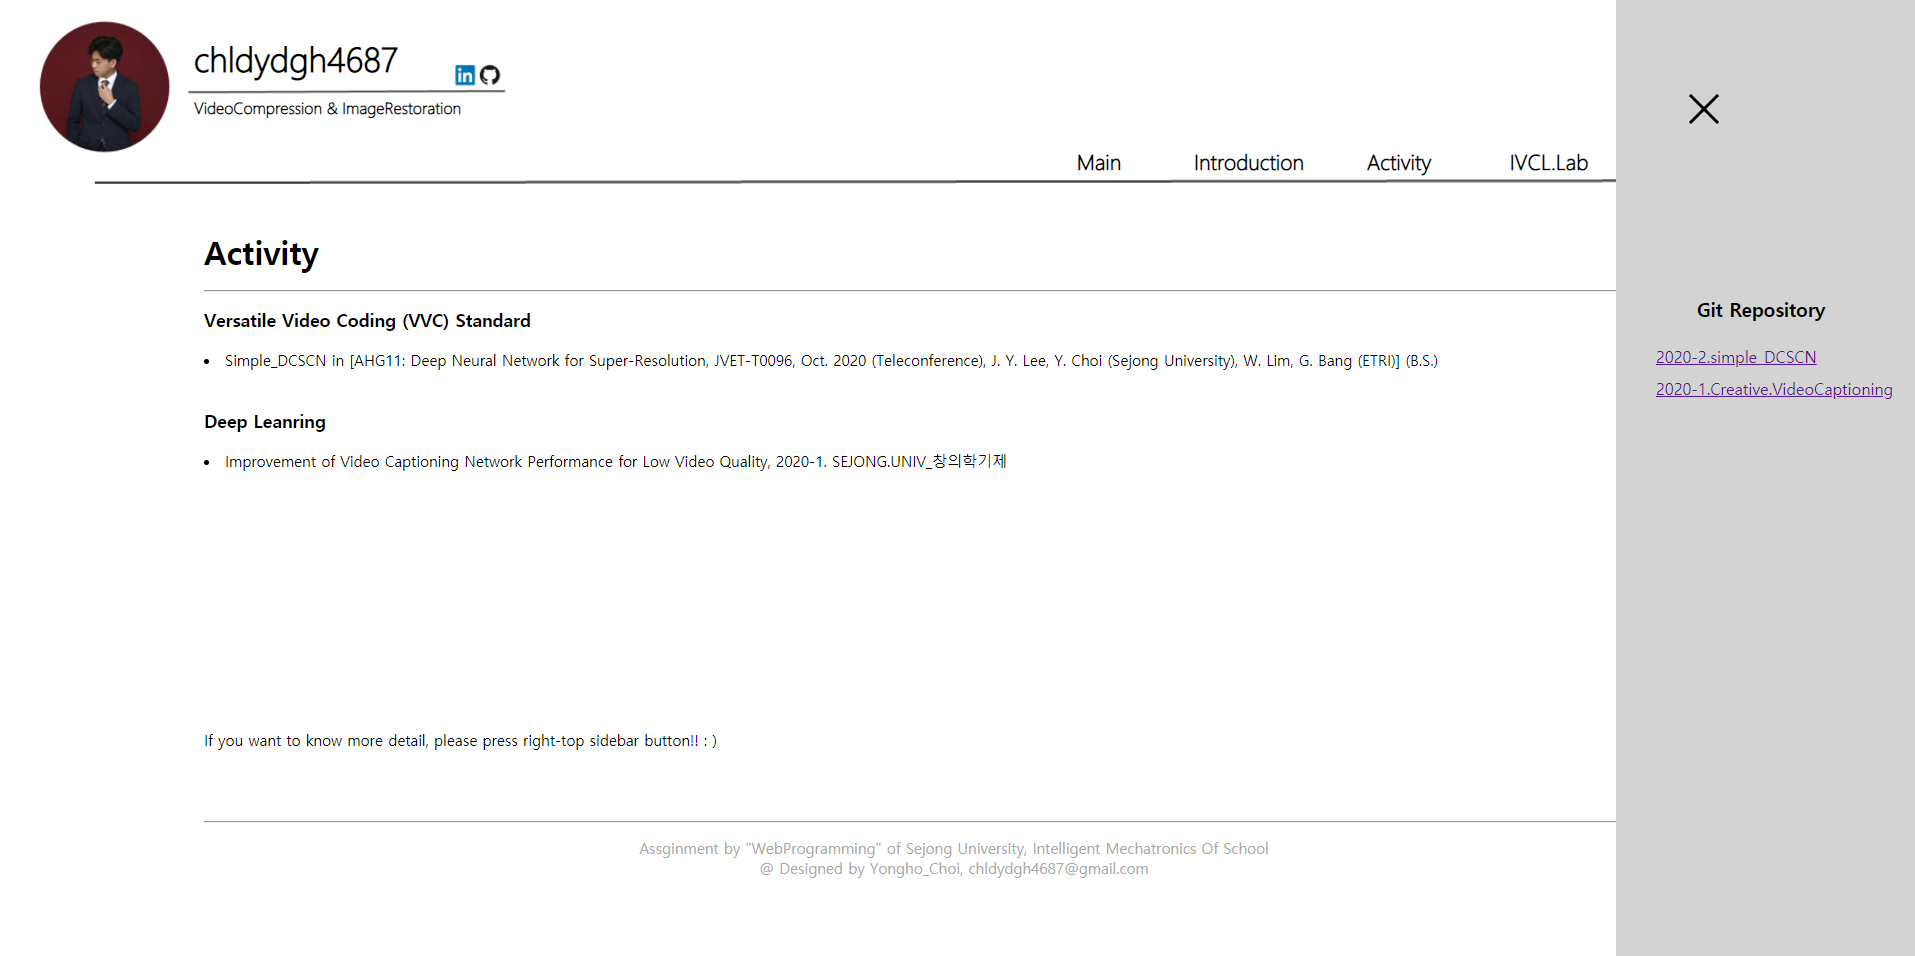 chldydgh4687
in
VideoCompression & ImageRestoration
Main Introduction Activity IVCL.Lab
Activity
Versatile Video Coding (VVC) Standard
• Simple_DCSCN in [AHG11: Deep Neural Network for Super-Resolution, JVET-T0096, Oct. 2020 (Teleconference), J. Y. Lee, Y. Choi (Sejong University), W. Lim, G. Bang (ETRI)] (B.S.)
Deep Leanring
• Improvement of Video Captioning Network Performance for Low Video Quality, 2020-1. SEJONG.UNIV_창의학기제
If you want to know more detail, please press right-top sidebar button!! : )
Assginment by "WebProgramming" of Sejong University, Intelligent Mechatronics Of School
@ Designed by Yongho_Choi, chldydgh4687@gmail.com
Git Repository
2020-2.simple_DCSCN
2020-1.Creative.VideoCaptioning